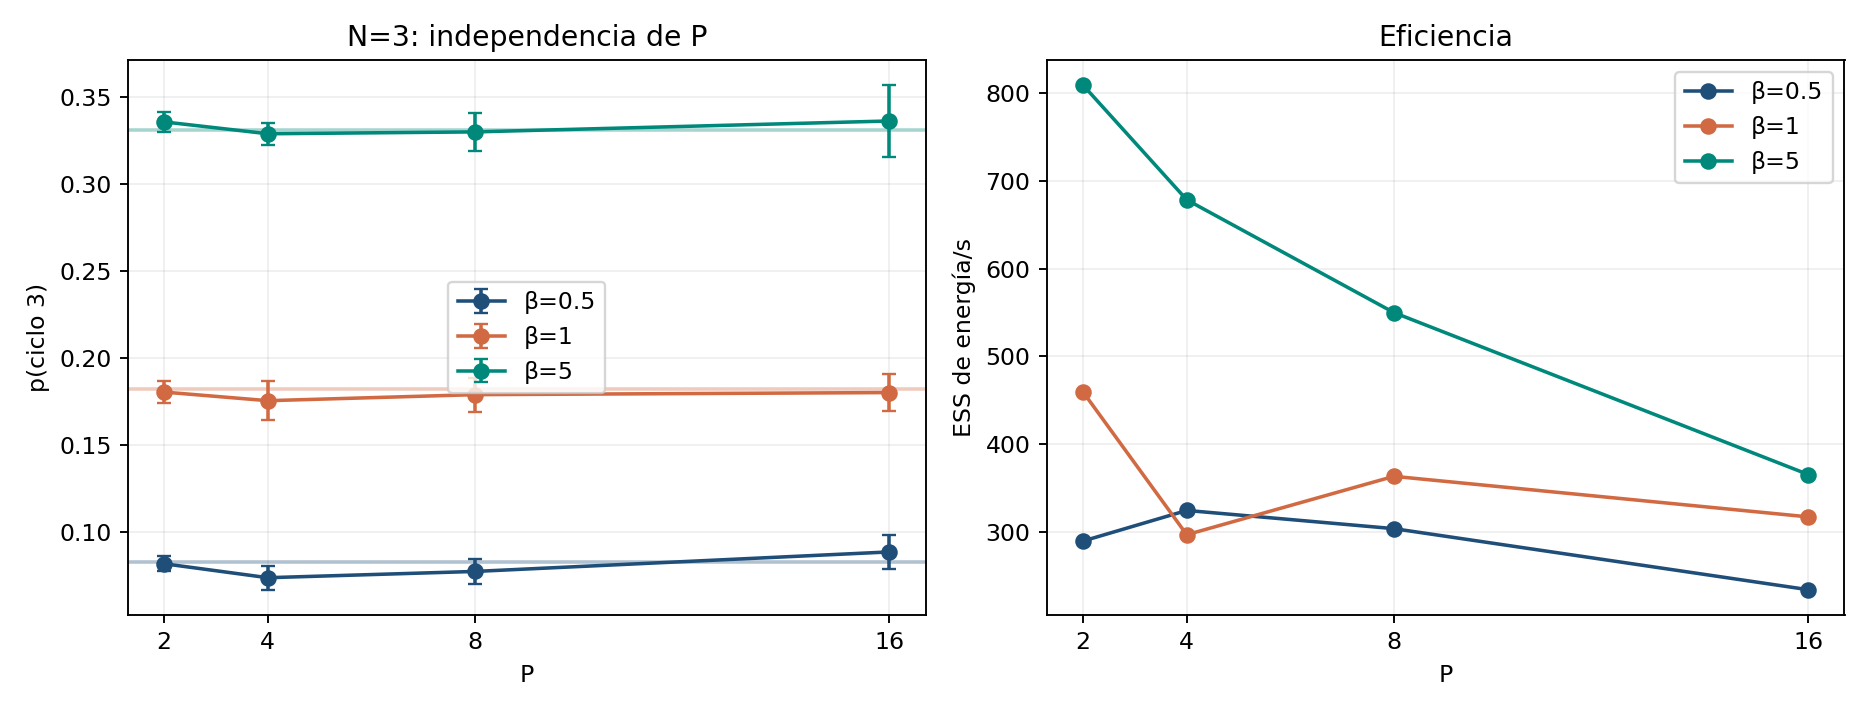 N=3: independencia de P
p(ciclo 3)
0.35
0.30
0.25
0.20
0.15
0.10
β=0.5
β=1
β=5
2 4 8 16
P
Eficiencia
ESS de energía/s
800
700
600
500
400
300
β=0.5
β=1
β=5
2 4 8 16
P